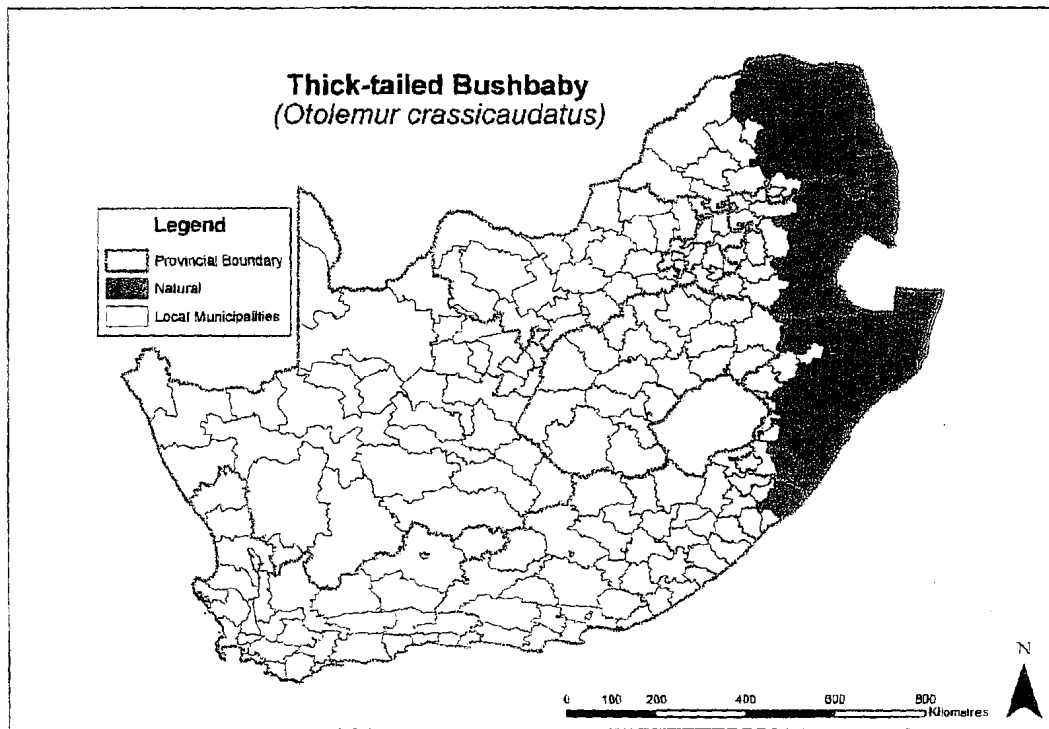 Thick-tailed Bushbaby
(Otolemur crassicaudatus)
Legend
Provincial Boundary
Natural
Local Municipalities
N
0 100 200 400 600 800
Kilometres